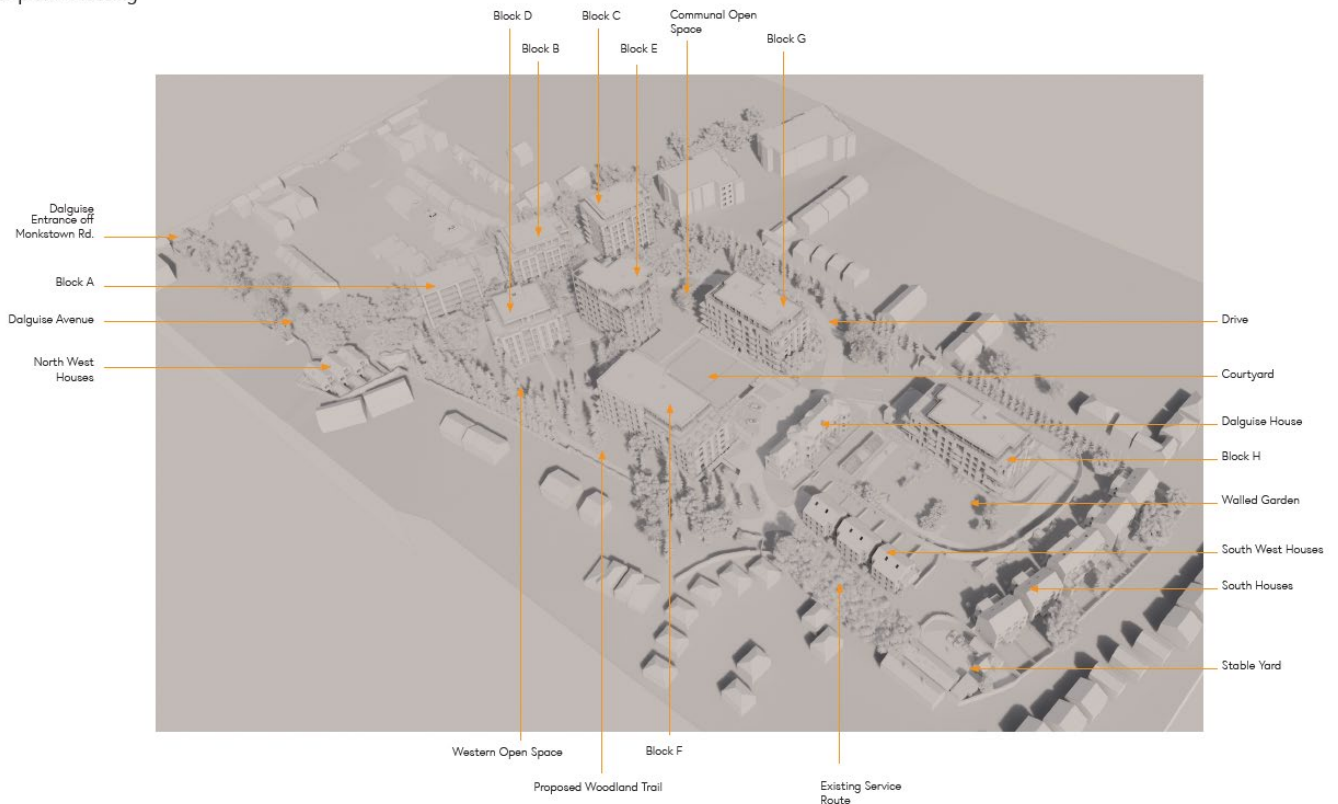 Block D
Block C
Communal Open
Space
Block B
Block E
Block G
Dalguise
Entrance off
Monkstown Rd.
Block A
Dalguise Avenue
North West
Houses
Drive
Courtyard
Dalguise House
Block H
Walled Garden
South West Houses
South Houses
Stable Yard
Western Open Space
Block F
Proposed Woodland Trail
Existing Service
Route